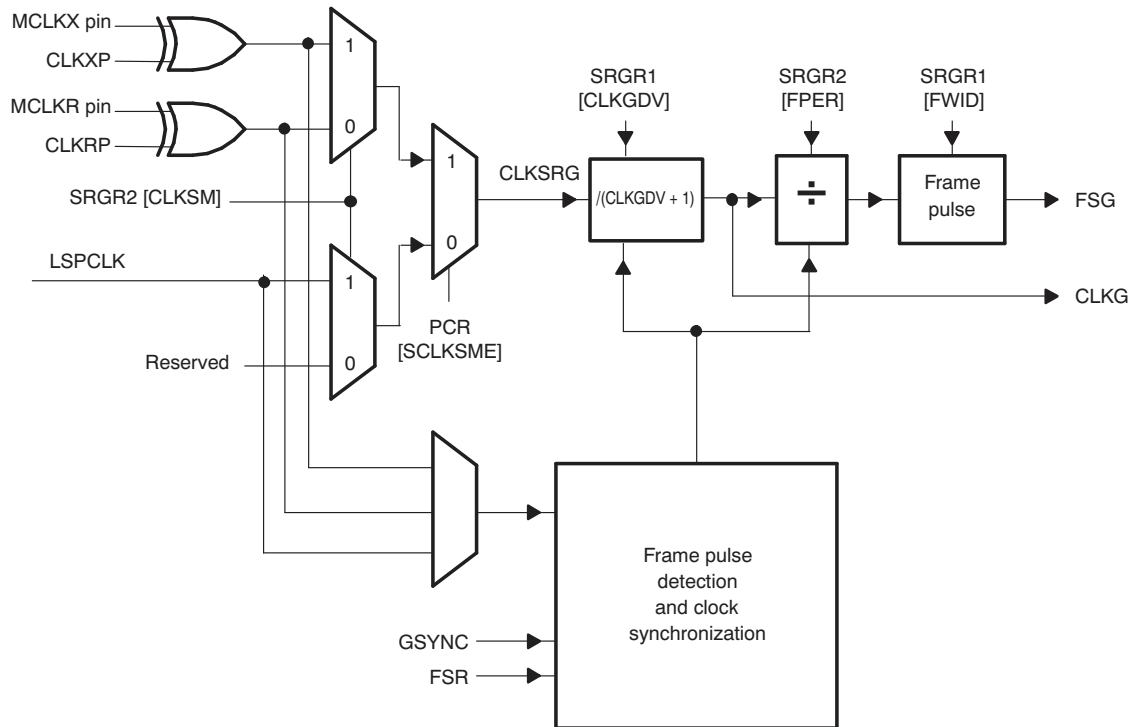 MCLKX pin
CLKXP
MCLKR pin
CLKRP
1
0
SRGR2 [CLKSM]
LSPCLK
Reserved
1
0
1
0
PCR
[SCLKSME]
CLKSRG
SRGR1
[CLKGDV]
/(CLKGDV + 1)
SRGR2
[FPER]
÷
SRGR1
[FWID]
Frame
pulse
FSG
CLKG
Frame pulse
detection
and clock
synchronization
GSYNC
FSR